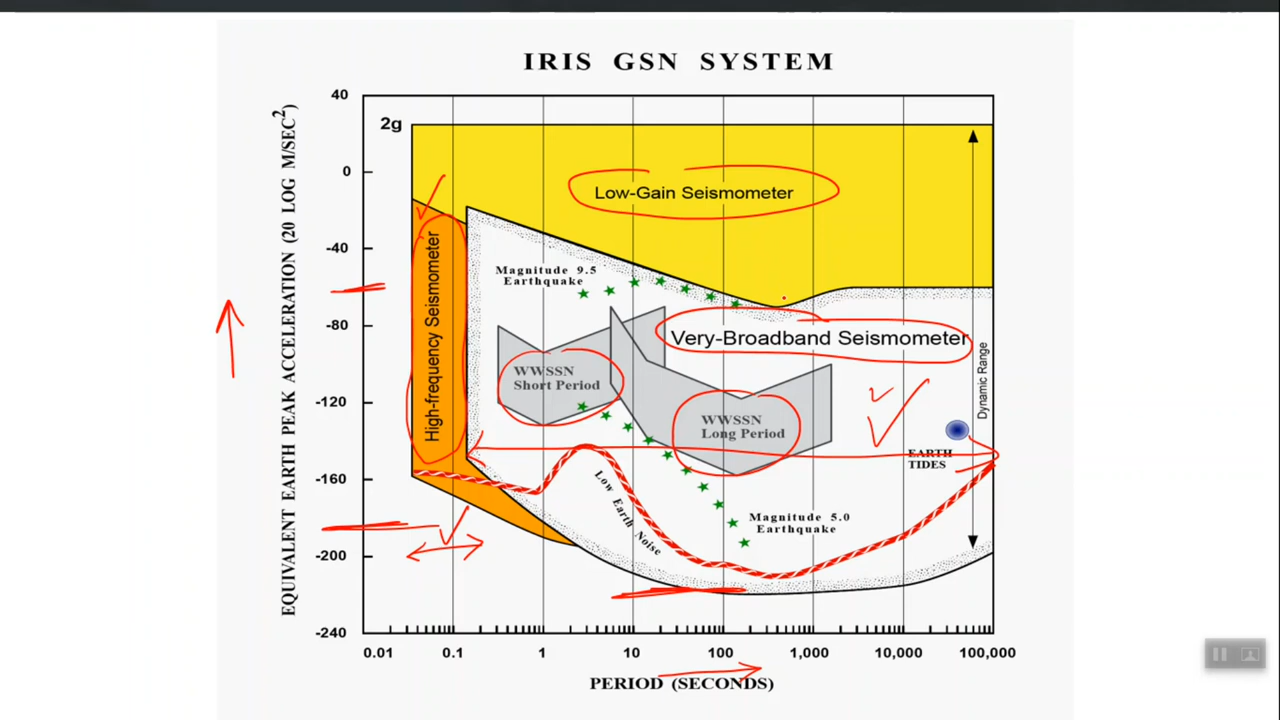 IRIS GSN SYSTEM
EQUIVALENT EARTH PEAK ACCELERATION (20 LOG M/SEC²)
40
0
-40
-80
-120
-160
-200
-240
2g
Low-Gain Seismometer
High-frequency Seismometer
Magnitude 9.5
Earthquake
Very-Broadband Seismometer
WWSSN
Short Period
WWSSN
Long Period
Dynamic Range
EARTH
TIDES
Low Earth Noise
Magnitude 5.0
Earthquake
0.01
0.1
1
10
100
1,000
10,000
100,000
PERIOD (SECONDS)